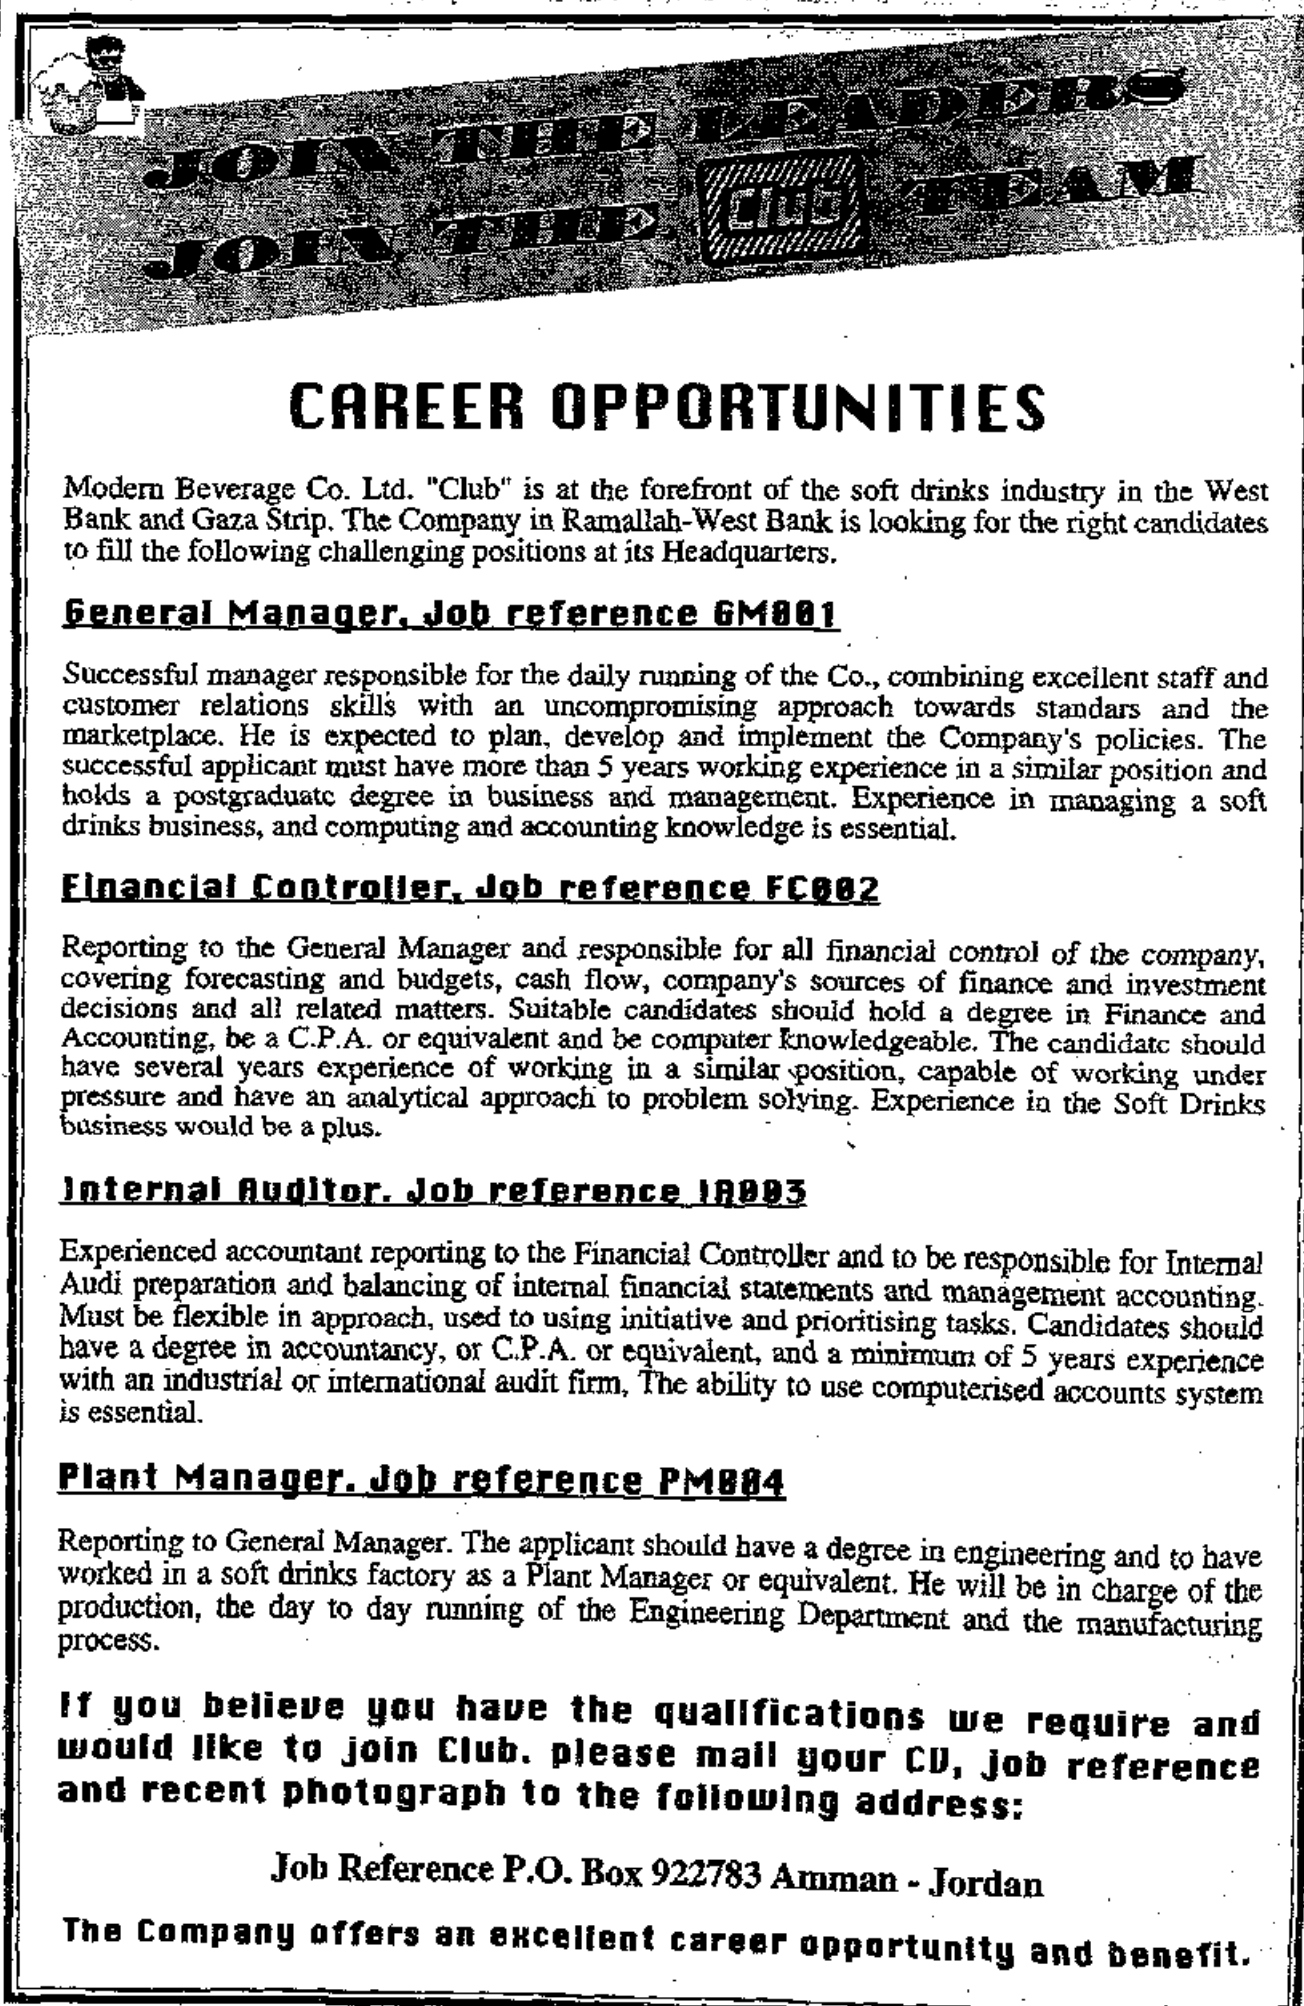 JOIN THE LEADERS
JOIN THE Club TEAM
CAREER OPPORTUNITIES
Modern Beverage Co. Ltd. "Club" is at the forefront of the soft drinks industry in the West
Bank and Gaza Strip. The Company in Ramallah-West Bank is looking for the right candidates
to fill the following challenging positions at its Headquarters.
General Manager, Job reference GM001
Successful manager responsible for the daily running of the Co., combining excellent staff and
customer relations skills with an uncompromising approach towards standars and the
marketplace. He is expected to plan, develop and implement the Company's policies. The
successful applicant must have more than 5 years working experience in a similar position and
holds a postgraduate degree in business and management. Experience in managing a soft
drinks business, and computing and accounting knowledge is essential.
Financial Controller, Job reference FC002
Reporting to the General Manager and responsible for all financial control of the company,
covering forecasting and budgets, cash flow, company's sources of finance and investment
decisions and all related matters. Suitable candidates should hold a degree in Finance and
Accounting, be a C.P.A. or equivalent and be computer knowledgeable. The candidate should
have several years experience of working in a similar position, capable of working under
pressure and have an analytical approach to problem solving. Experience in the Soft Drinks
business would be a plus.
Internal Auditor. Job reference IA003
Experienced accountant reporting to the Financial Controller and to be responsible for Internal
Audi preparation and balancing of internal financial statements and management accounting.
Must be flexible in approach, used to using initiative and prioritising tasks. Candidates should
have a degree in accountancy, or C.P.A. or equivalent, and a minimum of 5 years experience
with an industrial or international audit firm, The ability to use computerised accounts system
is essential.
Plant Manager. Job reference PM004
Reporting to General Manager. The applicant should have a degree in engineering and to have
worked in a soft drinks factory as a Plant Manager or equivalent. He will be in charge of the
production, the day to day running of the Engineering Department and the manufacturing
process.
If you believe you have the qualifications we require and
would like to join Club. please mail your CV, job reference
and recent photograph to the following address:
Job Reference P.O. Box 922783 Amman - Jordan
The Company offers an excellent career opportunity and benefit.